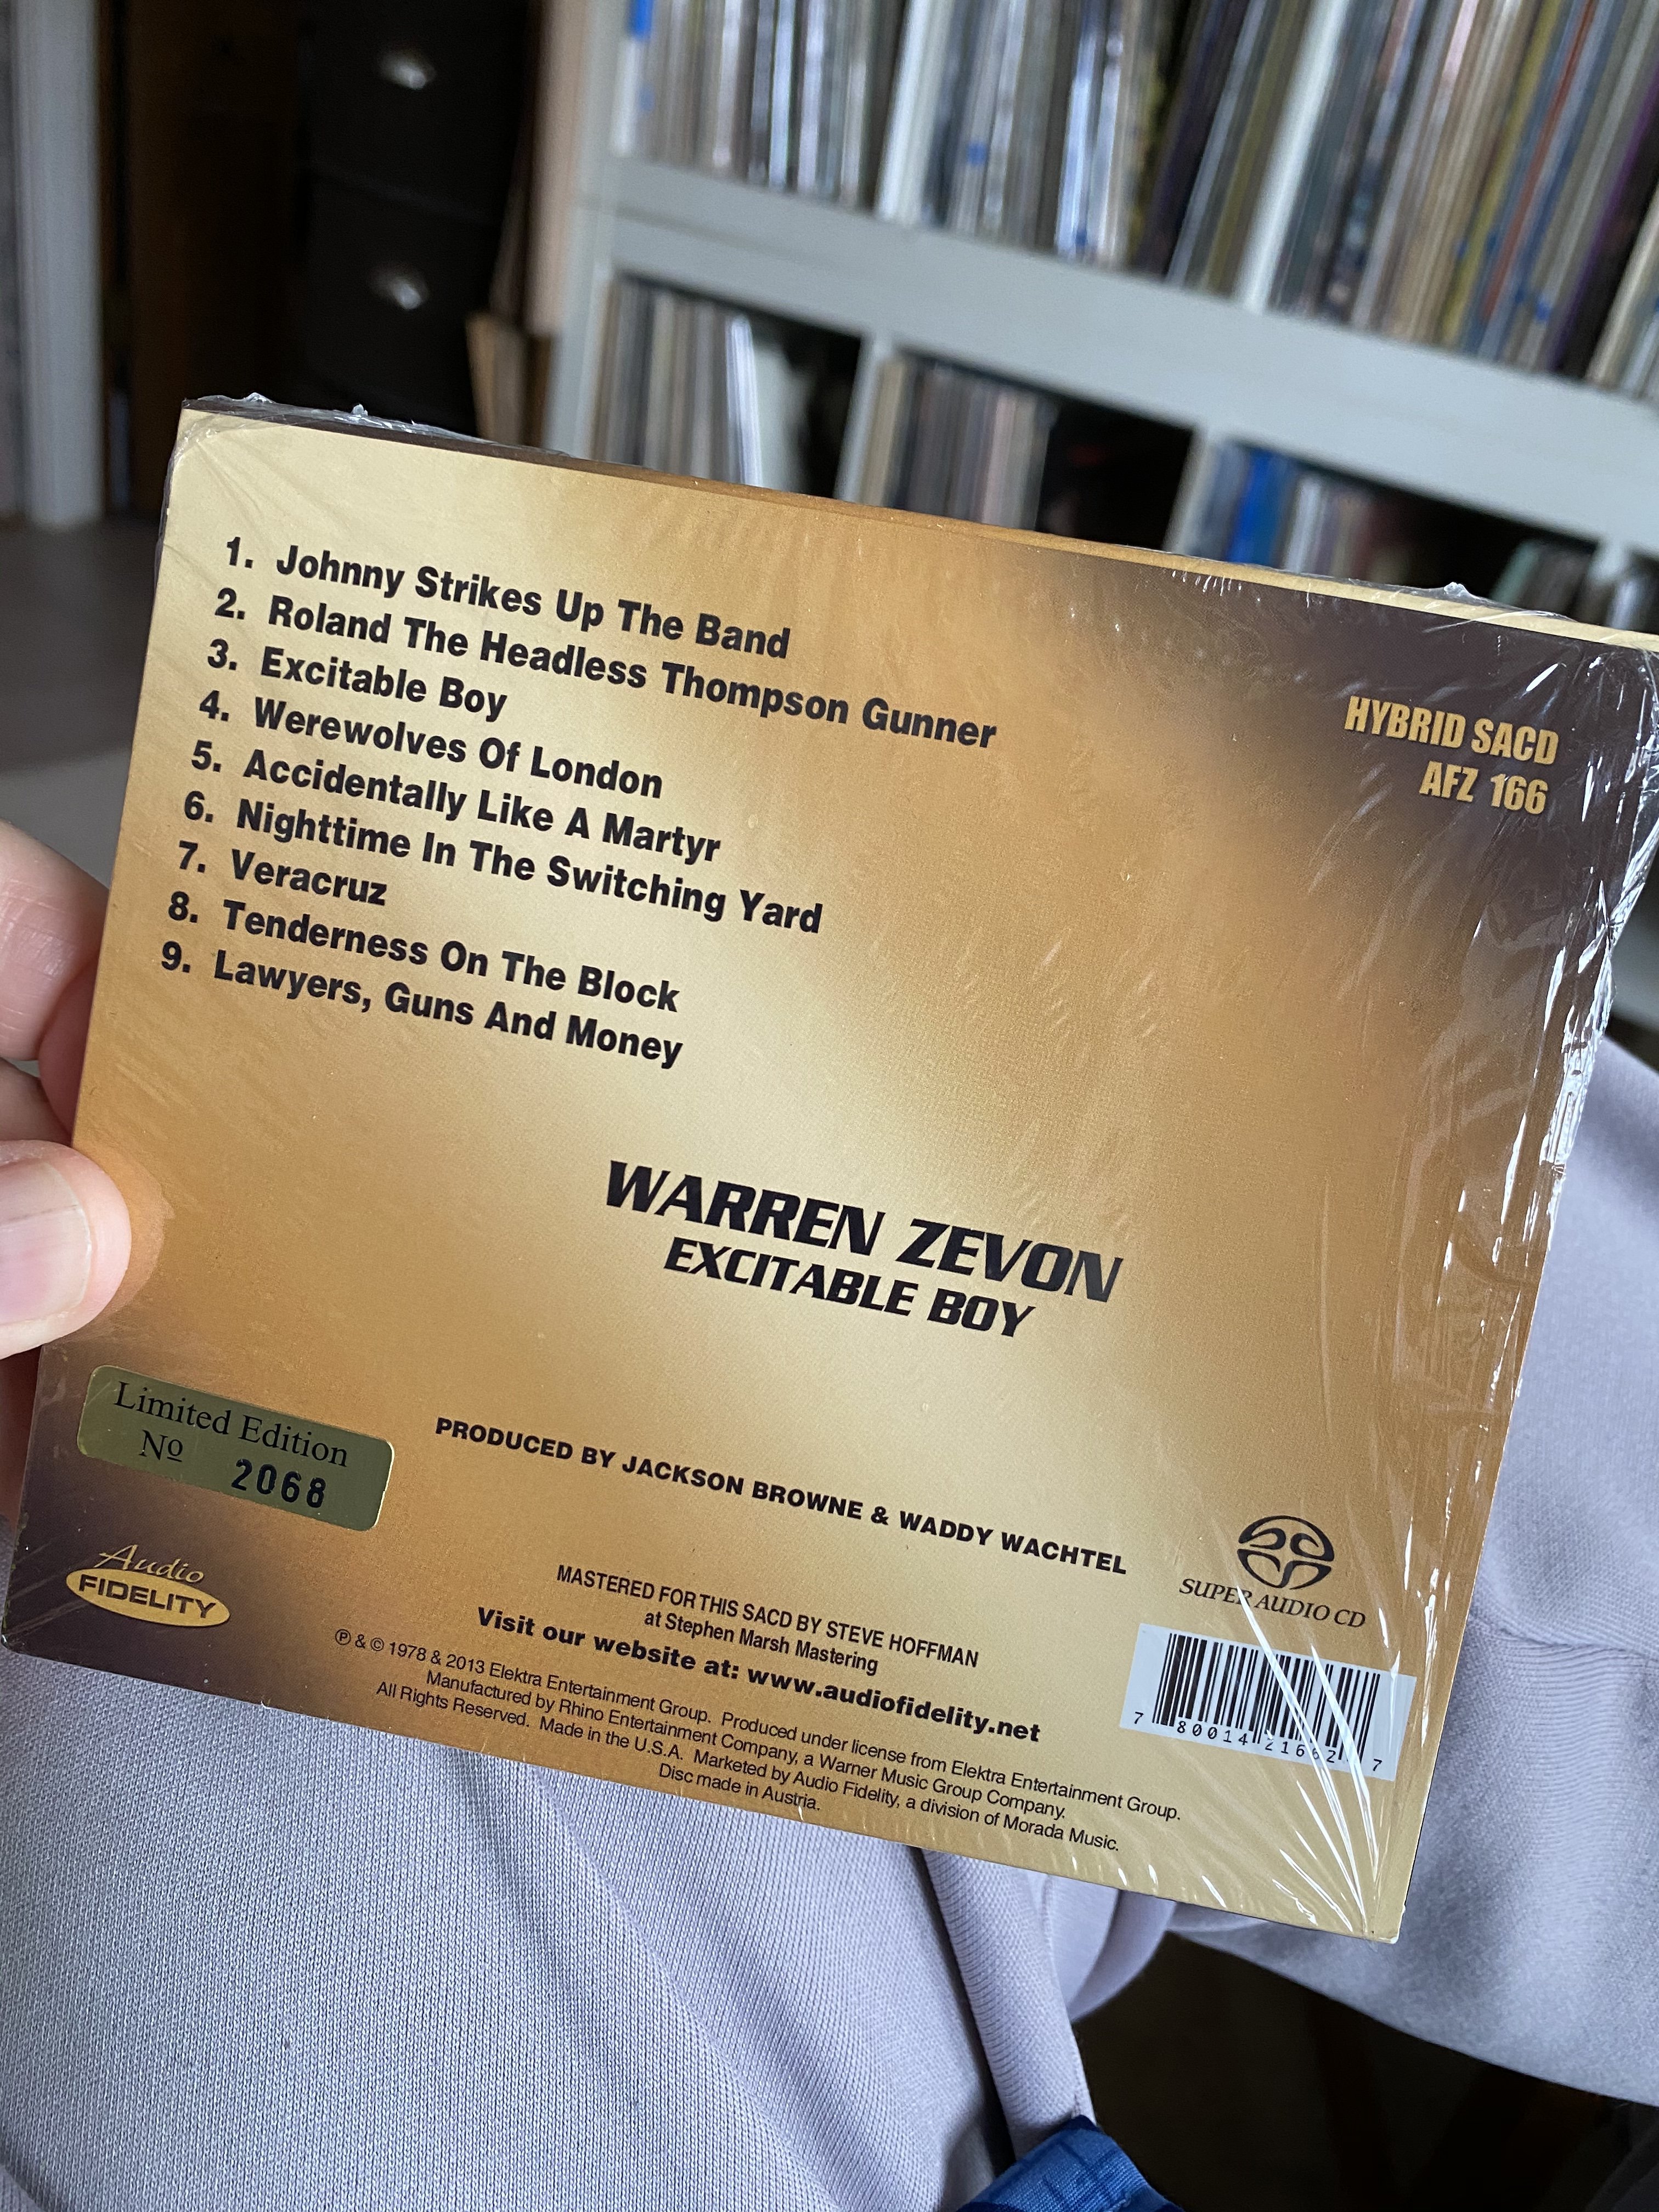 1. Johnny Strikes Up The Band
2. Roland The Headless Thompson Gunner
3. Excitable Boy
4. Werewolves Of London
5. Accidentally Like A Martyr
6. Nighttime In The Switching Yard
7. Veracruz
8. Tenderness On The Block
9. Lawyers, Guns And Money
HYBRID SACD
AFZ 166
WARREN ZEVON
EXCITABLE BOY
Limited Edition
Nº 2068
Audio
FIDELITY
PRODUCED BY JACKSON BROWNE & WADDY WACHTEL
MASTERED FOR THIS SACD BY STEVE HOFFMAN
at Stephen Marsh Mastering
Visit our website at: www.audiofidelity.net
℗ & © 1978 & 2013 Elektra Entertainment Group. Produced under license from Elektra Entertainment Group.
Manufactured by Rhino Entertainment Company, a Warner Music Group Company.
All Rights Reserved. Made in the U.S.A. Marketed by Audio Fidelity, a division of Morada Music.
Disc made in Austria.
SUPER AUDIO CD
7 80014 21662 7